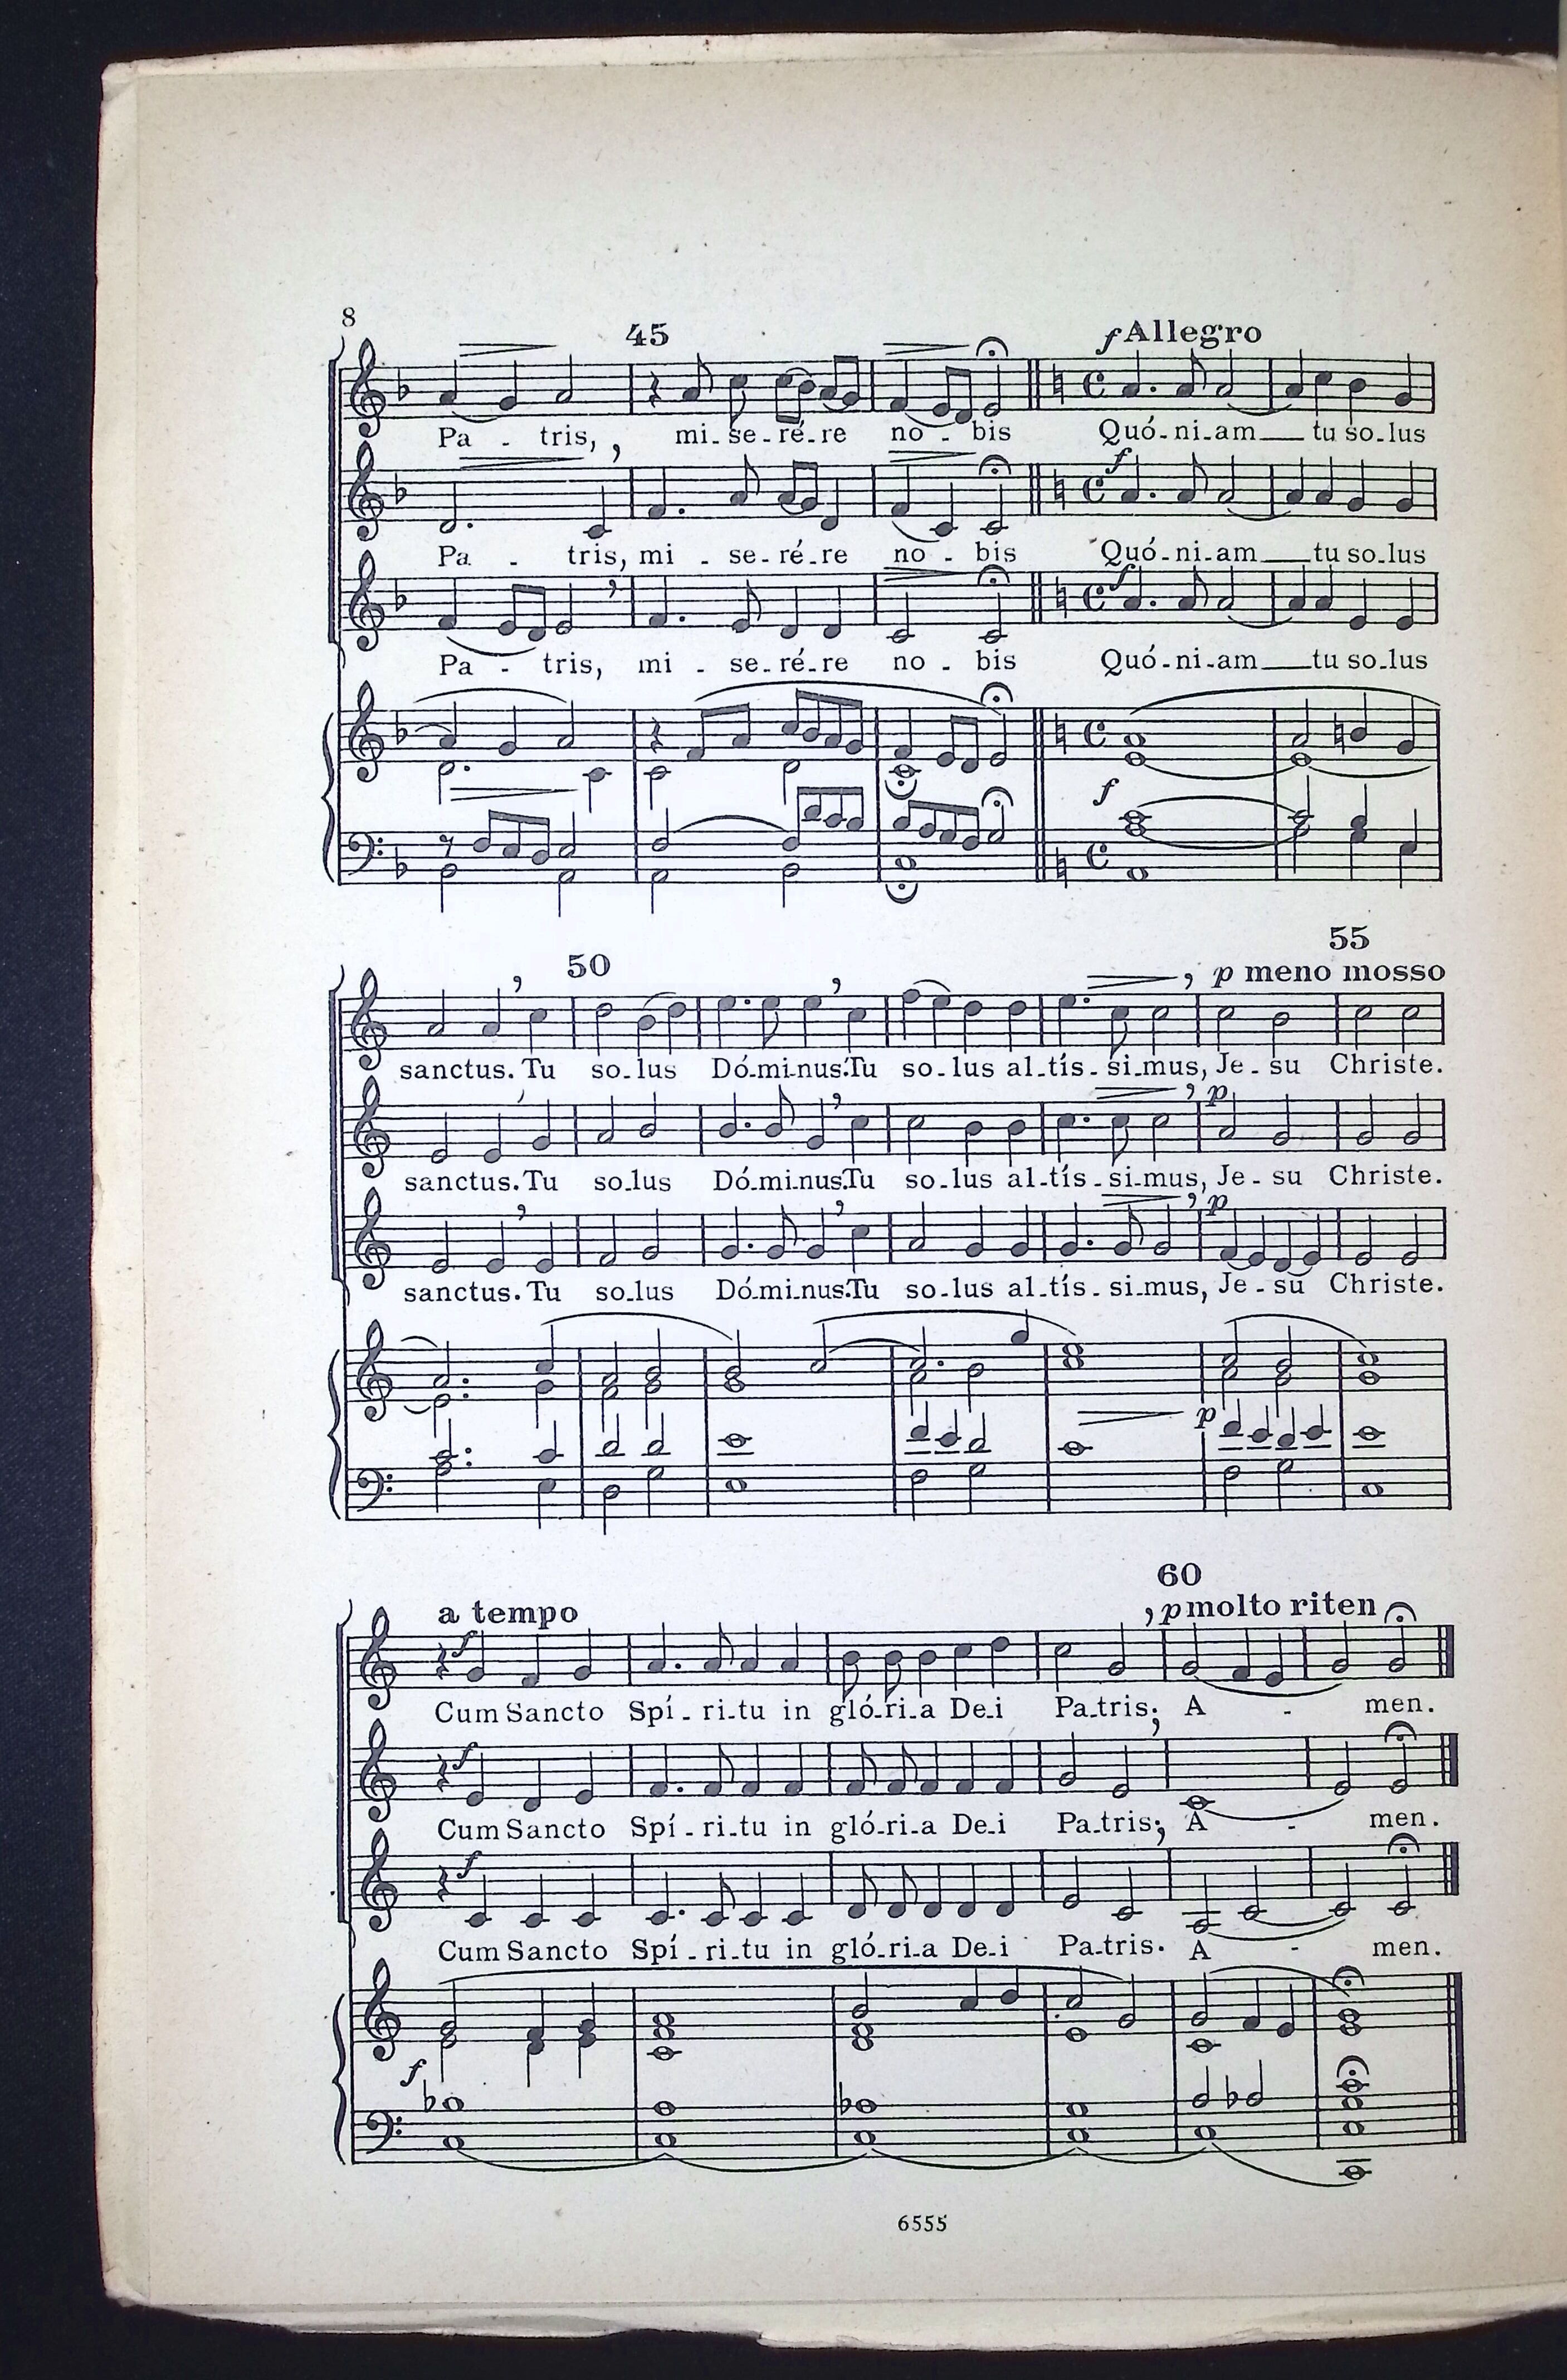 8
45
f Allegro
Pa - tris, mi - se - ré - re no - bis Quó - ni - am tu so - lus
f
Pa - tris, mi - se - ré - re no - bis Quó - ni - am tu so - lus
f
Pa - tris, mi - se - ré - re no - bis Quó - ni - am tu so - lus
f
50
55
p meno mosso
sanctus. Tu so - lus Dó - mi - nus: Tu so - lus al - tís - si - mus, Je - su Christe.
p
sanctus. Tu so - lus Dó - mi - nus: Tu so - lus al - tís - si - mus, Je - su Christe.
p
sanctus. Tu so - lus Dó - mi - nus: Tu so - lus al - tís - si - mus, Je - su Christe.
p
60
a tempo
p molto riten
f
Cum Sancto Spí - ri - tu in gló - ri - a De - i Pa - tris. A - men.
f
Cum Sancto Spí - ri - tu in gló - ri - a De - i Pa - tris. A - men.
f
Cum Sancto Spí - ri - tu in gló - ri - a De - i Pa - tris. A - men.
f
6555